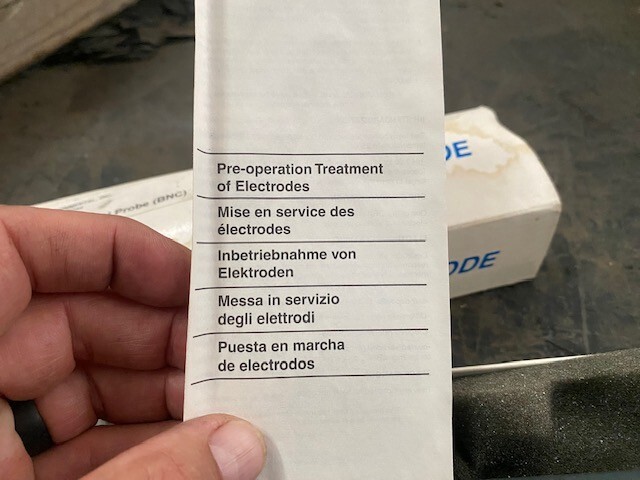 Pre-operation Treatment
of Electrodes
Mise en service des
électrodes
Inbetriebnahme von
Elektroden
Messa in servizio
degli elettrodi
Puesta en marcha
de electrodos
Probe (BNC)
DE
ODE